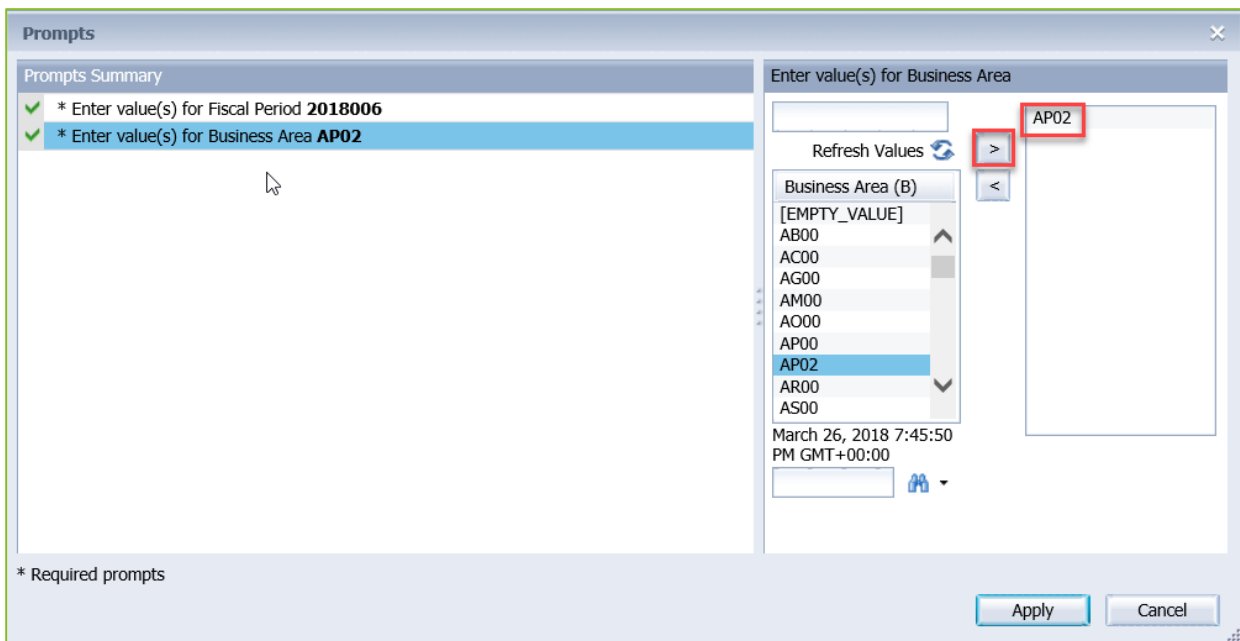 Prompts
Prompts Summary
* Enter value(s) for Fiscal Period 2018006
* Enter value(s) for Business Area AP02
Enter value(s) for Business Area
Refresh Values
>
<
AP02
Business Area (B)
[EMPTY_VALUE]
AB00
AC00
AG00
AM00
AO00
AP00
AP02
AR00
AS00
March 26, 2018 7:45:50
PM GMT+00:00
* Required prompts
Apply
Cancel